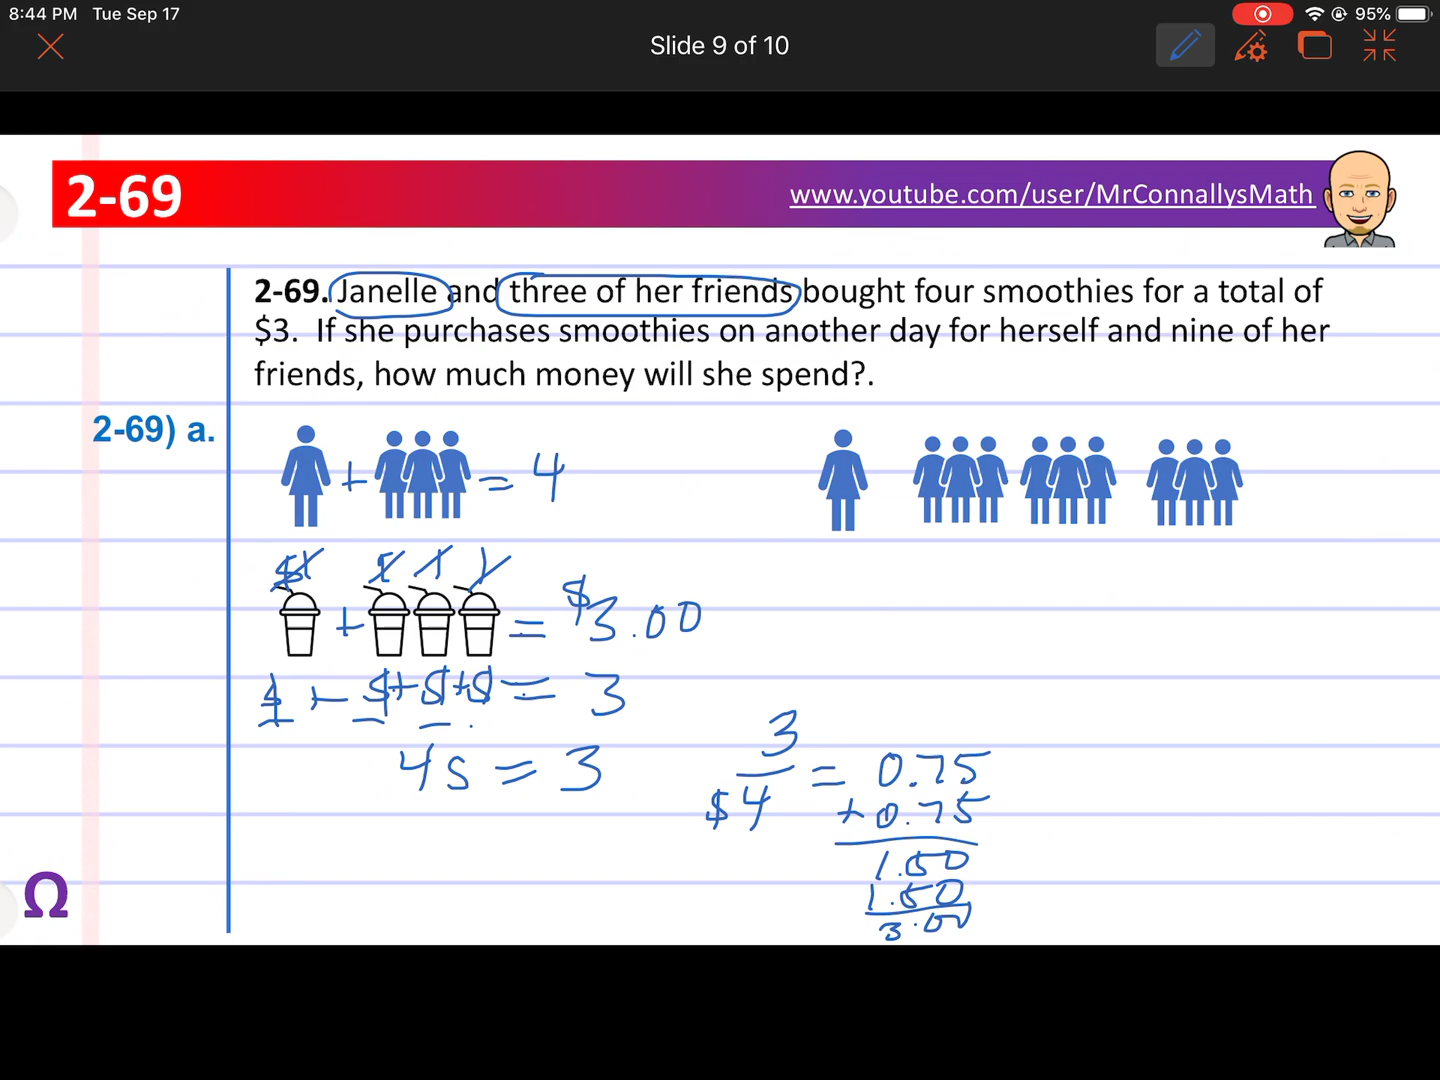 8:44 PM Tue Sep 17
95%
Slide 9 of 10
2-69
www.youtube.com/user/MrConnallysMath
2-69. Janelle and three of her friends bought four smoothies for a total of
$3. If she purchases smoothies on another day for herself and nine of her
friends, how much money will she spend?.
2-69) a.
+ = 4
+ = $3.00
+ + + = 3
4s = 3
3
$4 = 0.75
+ 0.75
1.50
1.50
3.00
Ω